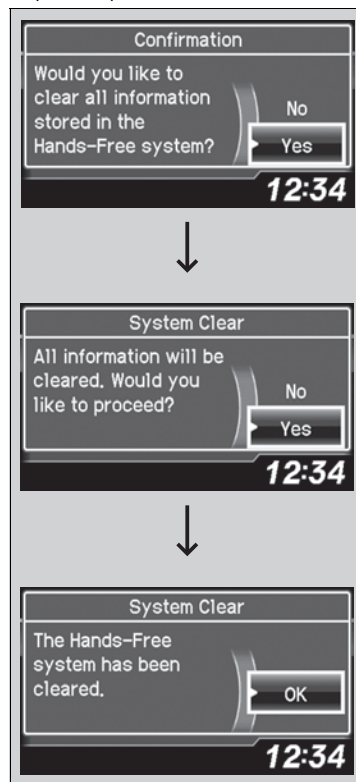 Confirmation
Would you like to
clear all information
stored in the
Hands-Free system?
No
Yes
12:34
System Clear
All information will be
cleared. Would you
like to proceed?
No
Yes
12:34
System Clear
The Hands-Free
system has been
cleared.
OK
12:34